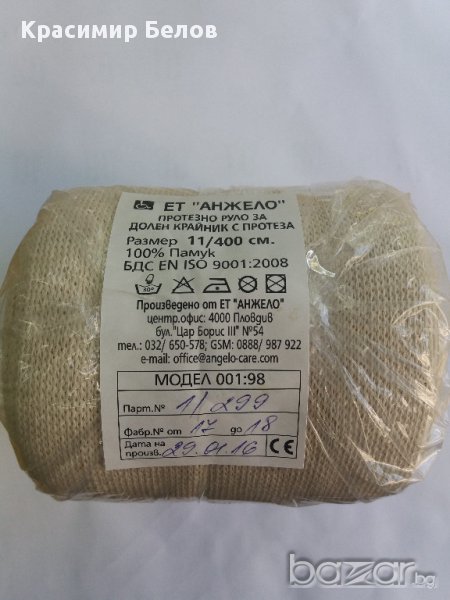 Красимир Белов
ЕТ "АНЖЕЛО"
ПРОТЕЗНО РУЛО ЗА
ДОЛЕН КРАЙНИК С ПРОТЕЗА
Размер 11/400 см.
100% Памук
БДС EN ISO 9001:2008
30°
Произведено от ЕТ "АНЖЕЛО"
център.офис: 4000 Пловдив
бул."Цар Борис III" №54
тел.: 032/ 650-578; GSM: 0888/ 987 922
e-mail: office@angelo-care.com
МОДЕЛ 001:98
Парт.№ 1/299
Фабр.№ от 17 до 18
Дата на произв. 29.01.16 CE
bazar.bg